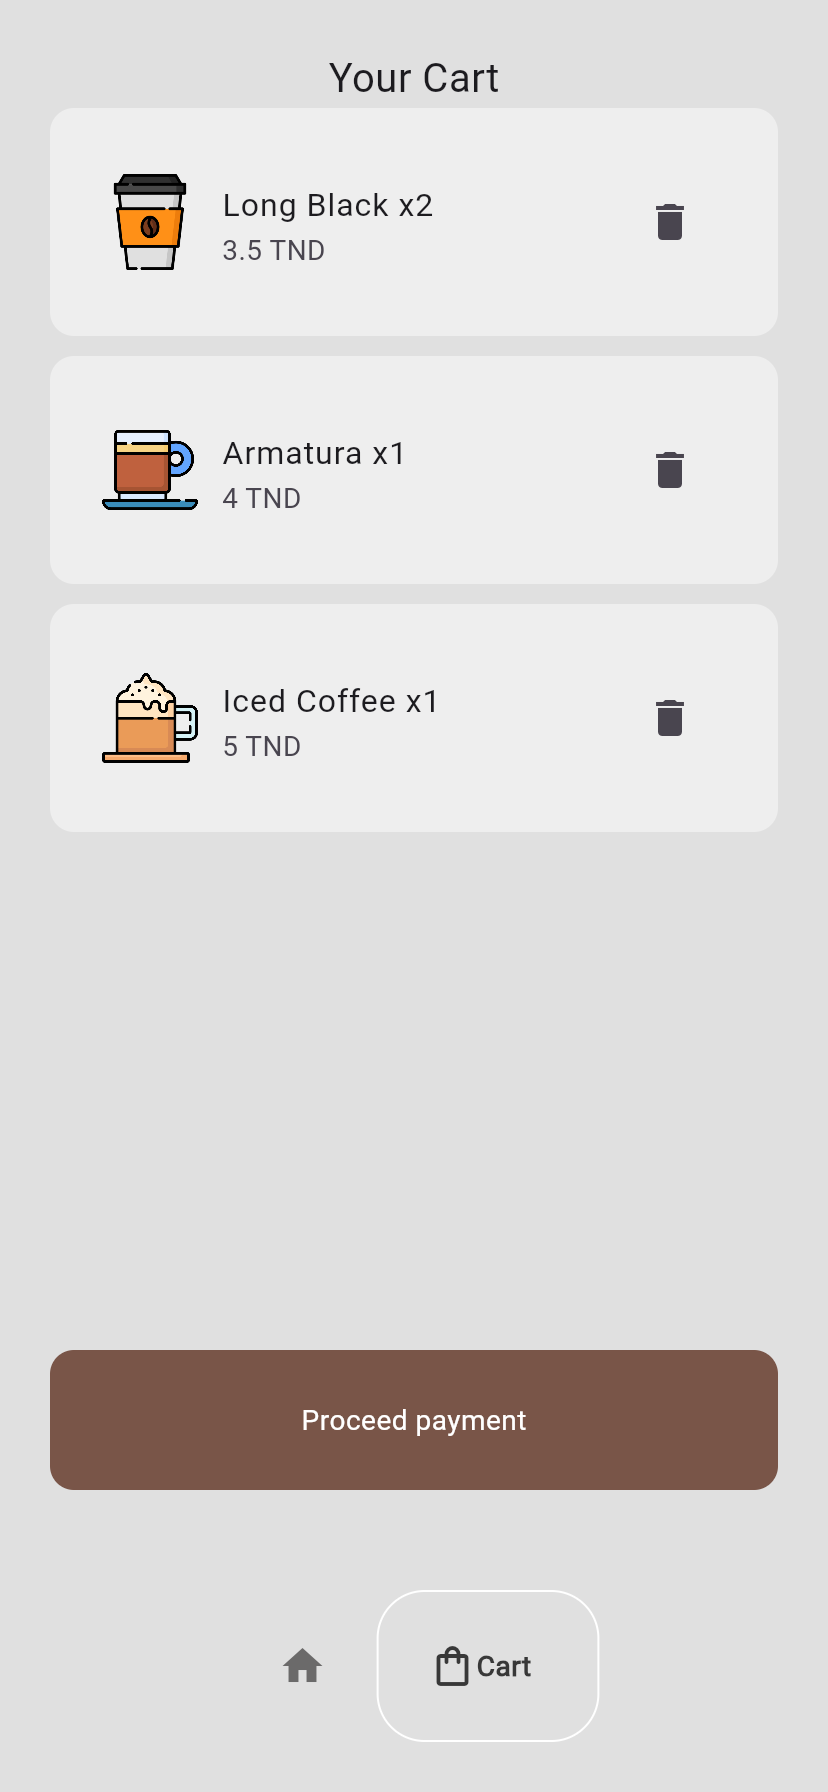 Your Cart
Long Black x2
3.5 TND
Armatura x1
4 TND
Iced Coffee x1
5 TND
Proceed payment
Cart